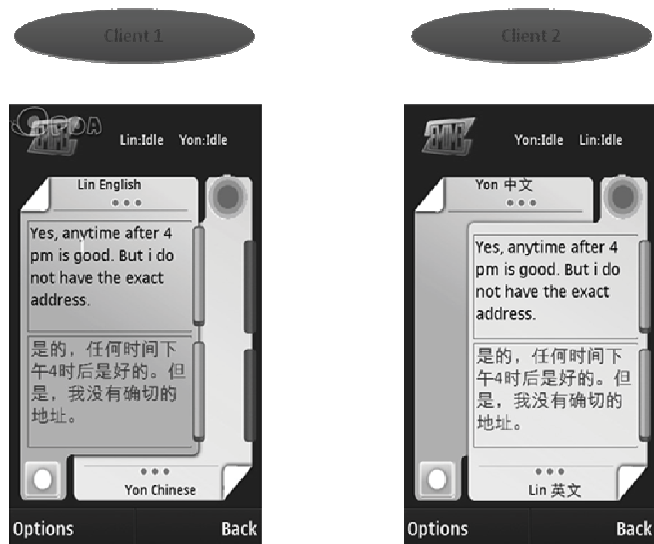 Client 1
Client 2
Lin:Idle Yon:Idle
Lin English
Yes, anytime after 4
pm is good. But i do
not have the exact
address.
是的，任何时间下
午4时后是好的。但
是，我没有确切的
地址。
Yon Chinese
Options Back
Yon:Idle Lin:Idle
Yon 中文
Yes, anytime after 4
pm is good. But i do
not have the exact
address.
是的，任何时间下
午4时后是好的。但
是，我没有确切的
地址。
Lin 英文
Options Back